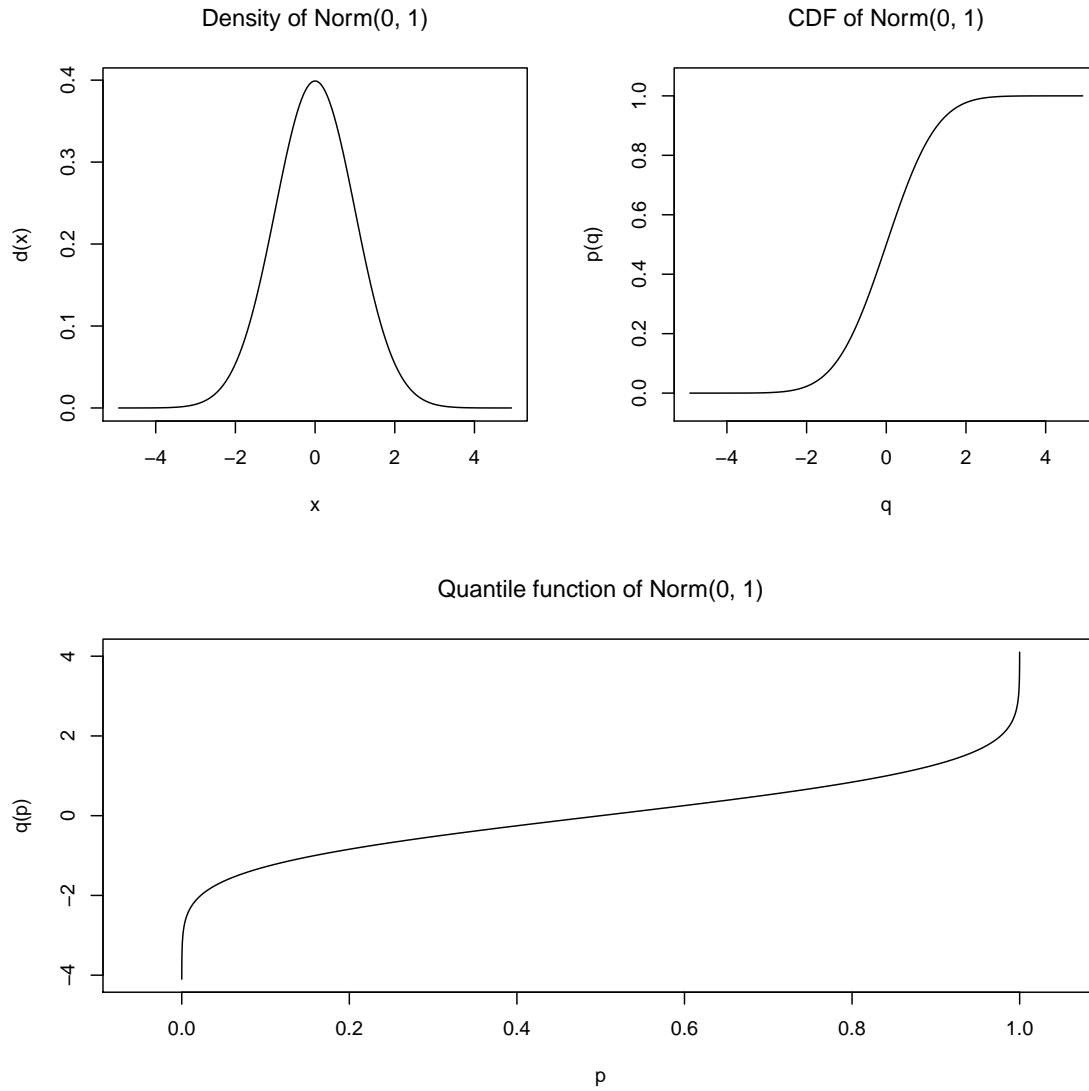 Density of Norm(0, 1)
d(x)
0.4
0.3
0.2
0.1
0.0
−4 −2 0 2 4
x
CDF of Norm(0, 1)
p(q)
1.0
0.8
0.6
0.4
0.2
0.0
−4 −2 0 2 4
q
Quantile function of Norm(0, 1)
q(p)
4
2
0
−2
−4
0.0 0.2 0.4 0.6 0.8 1.0
p